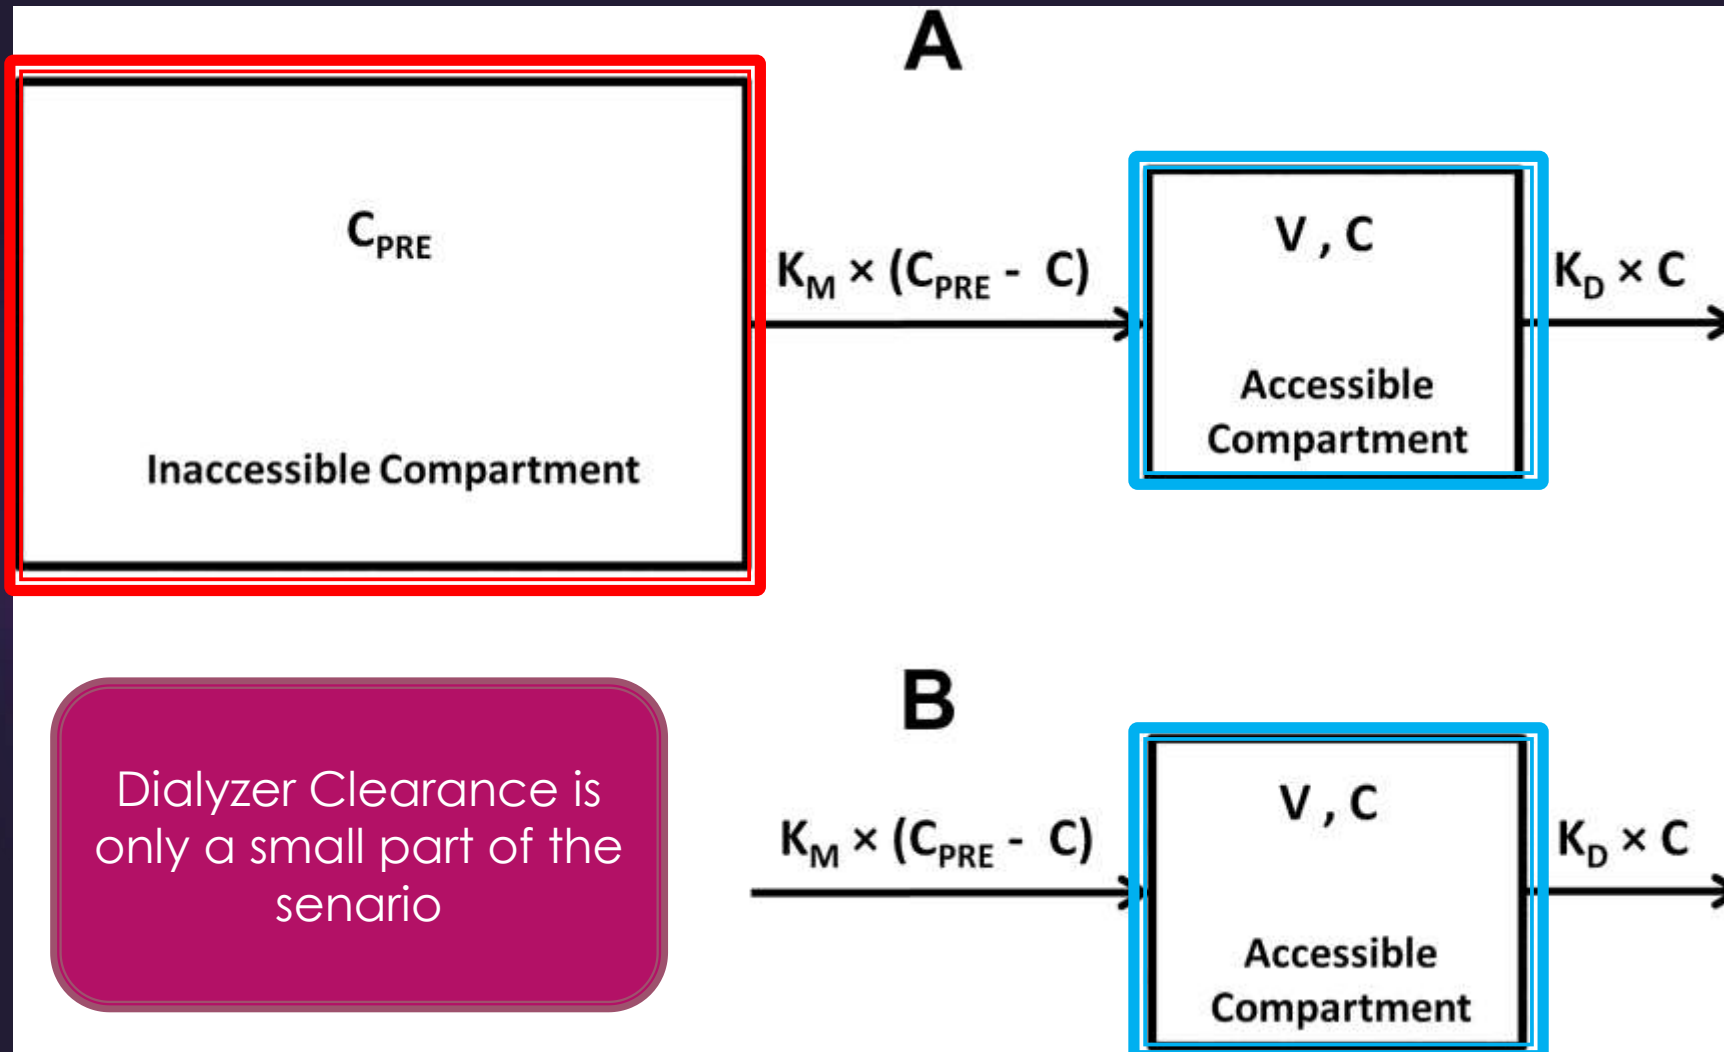 A
C_PRE
Inaccessible Compartment
K_M × (C_PRE - C)
V , C
Accessible
Compartment
K_D × C
Dialyzer Clearance is
only a small part of the
senario
B
K_M × (C_PRE - C)
V , C
Accessible
Compartment
K_D × C